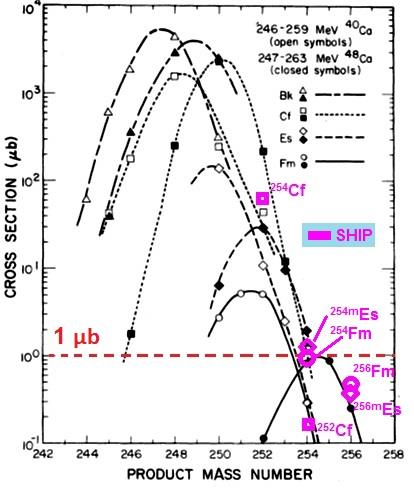 10⁴
246-259 MeV ⁴⁰Ca
(open symbols)
247-263 MeV ⁴⁸Ca
(closed symbols)
Bk
Cf
Es
Fm
10³
10²
²⁵⁴Cf
SHIP
10¹
²⁵⁴ᵐEs
²⁵⁴Fm
1 µb
10⁰
²⁵⁶Fm
²⁵⁶ᵐEs
²⁵²Cf
10⁻¹
CROSS SECTION (µb)
242 244 246 248 250 252 254 256 258
PRODUCT MASS NUMBER